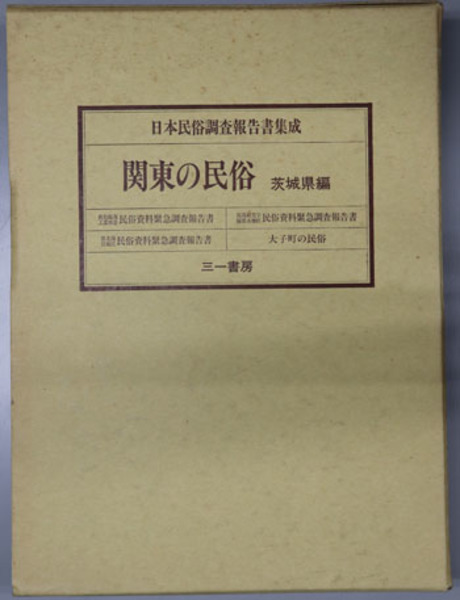 日本民俗調査報告書集成
関東の民俗 茨城県編
民俗資料緊急調査報告書 民俗資料緊急調査報告書
民俗資料緊急調査報告書 大子町の民俗
三一書房